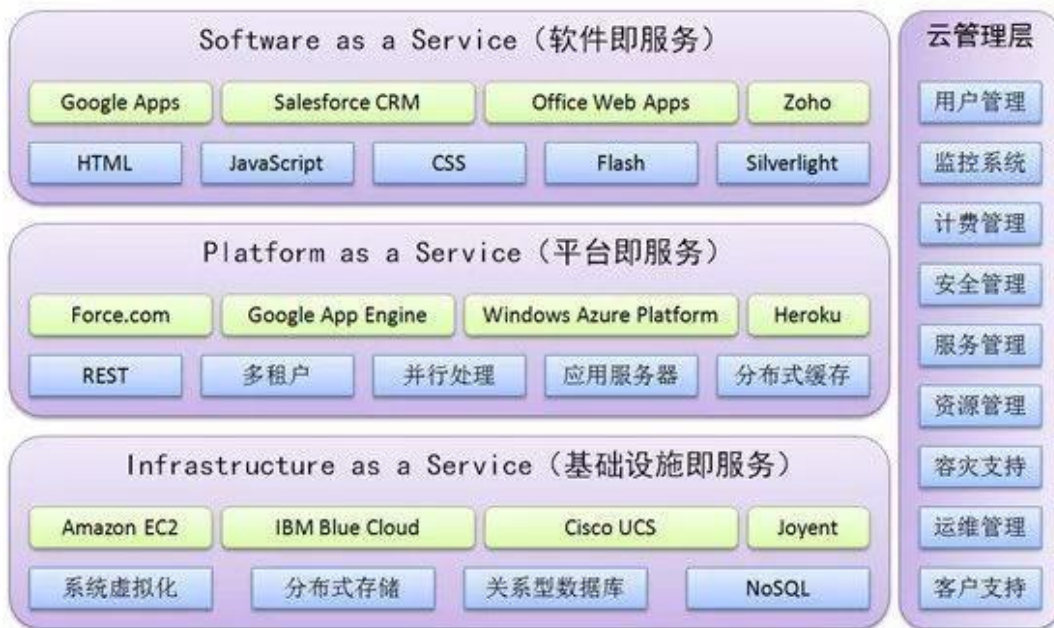 Software as a Service（软件即服务）
Google Apps Salesforce CRM Office Web Apps Zoho
HTML JavaScript CSS Flash Silverlight
Platform as a Service（平台即服务）
Force.com Google App Engine Windows Azure Platform Heroku
REST 多租户 并行处理 应用服务器 分布式缓存
Infrastructure as a Service（基础设施即服务）
Amazon EC2 IBM Blue Cloud Cisco UCS Joyent
系统虚拟化 分布式存储 关系型数据库 NoSQL
云管理层
用户管理
监控系统
计费管理
安全管理
服务管理
资源管理
容灾支持
运维管理
客户支持